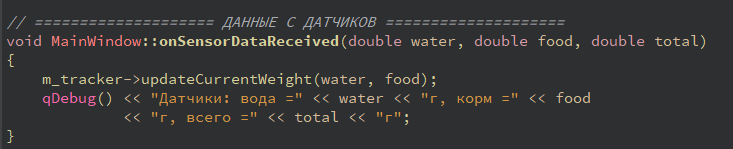 // ==================== ДАННЫЕ С ДАТЧИКОВ ====================
void MainWindow::onSensorDataReceived(double water, double food, double total)
{
    m_tracker->updateCurrentWeight(water, food);
    qDebug() << "Датчики: вода =" << water << "г, корм =" << food
             << "г, всего =" << total << "г";
}